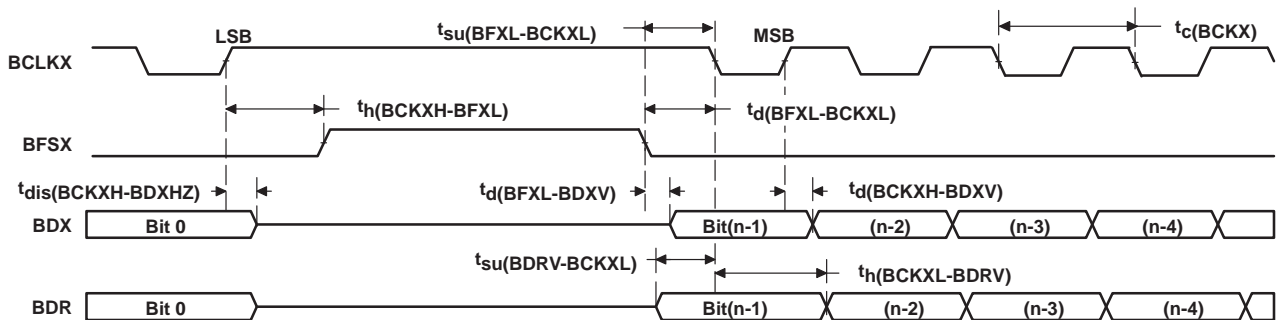 LSB
tsu(BFXL-BCKXL)
MSB
tc(BCKX)
BCLKX
th(BCKXH-BFXL)
td(BFXL-BCKXL)
BFSX
tdis(BCKXH-BDXHZ)
td(BFXL-BDXV)
td(BCKXH-BDXV)
BDX
Bit 0
Bit(n-1)
(n-2)
(n-3)
(n-4)
tsu(BDRV-BCKXL)
th(BCKXL-BDRV)
BDR
Bit 0
Bit(n-1)
(n-2)
(n-3)
(n-4)